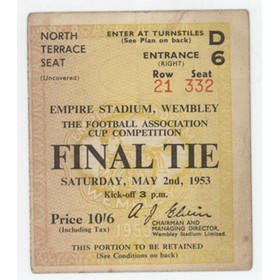 NORTH
TERRACE
SEAT
(Uncovered)
ENTER AT TURNSTILES
(See Plan on back)
D
6
ENTRANCE
(RIGHT)
Row Seat
21 332
EMPIRE STADIUM, WEMBLEY
THE FOOTBALL ASSOCIATION
CUP COMPETITION
FINAL TIE
SATURDAY, MAY 2nd, 1953
Kick-off 3 p.m.
Price 10/6
(Including Tax)
A J Elvin
CHAIRMAN AND
MANAGING DIRECTOR,
Wembley Stadium Limited.
THIS PORTION TO BE RETAINED
(See Conditions on back)